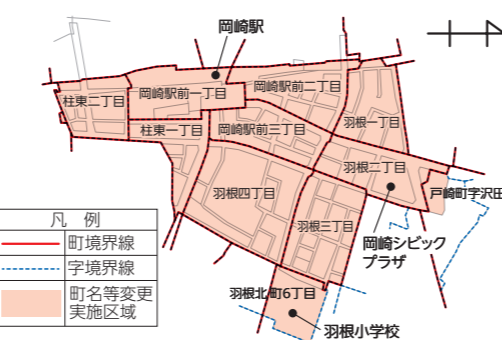 岡崎駅
岡崎駅前二丁目
岡崎駅前一丁目
柱東二丁目
羽根一丁目
柱東一丁目
岡崎駅前三丁目
羽根二丁目
戸崎町字沢田
羽根四丁目
羽根三丁目
岡崎シビック
プラザ
凡 例
町境界線
字境界線
町名等変更
実施区域
羽根北町6丁目
羽根小学校